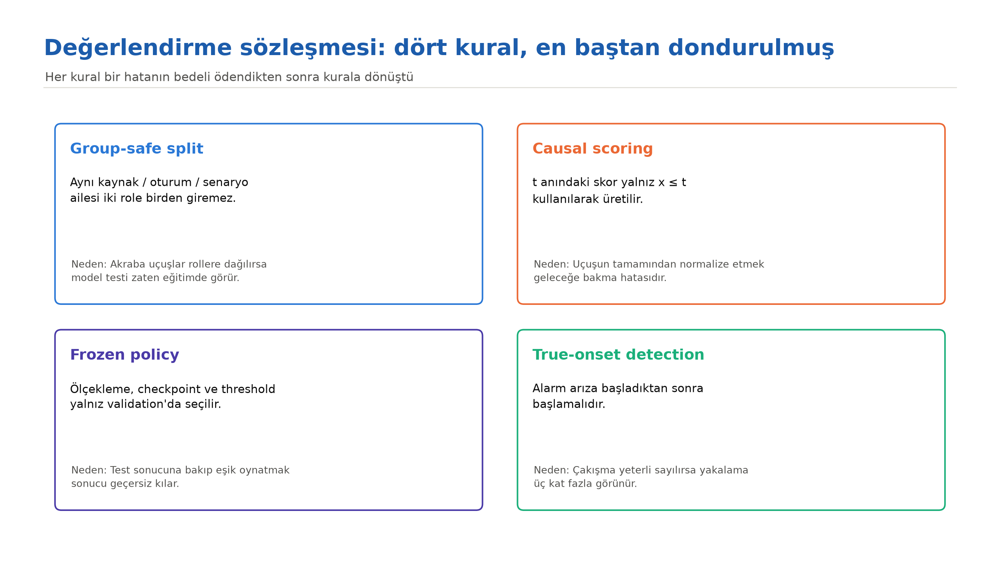 Değerlendirme sözleşmesi: dört kural, en baştan dondurulmuş
Her kural bir hatanın bedeli ödendikten sonra kurala dönüştü
Group-safe split
Aynı kaynak / oturum / senaryo
ailesi iki role birden giremez.
Neden: Akraba uçuşlar rollere dağılırsa
model testi zaten eğitimde görür.
Causal scoring
t anındaki skor yalnız x ≤ t
kullanılarak üretilir.
Neden: Uçuşun tamamından normalize etmek
geleceğe bakma hatasıdır.
Frozen policy
Ölçekleme, checkpoint ve threshold
yalnız validation'da seçilir.
Neden: Test sonucuna bakıp eşik oynatmak
sonucu geçersiz kılar.
True-onset detection
Alarm arıza başladıktan sonra
başlamalıdır.
Neden: Çakışma yeterli sayılırsa yakalama
üç kat fazla görünür.